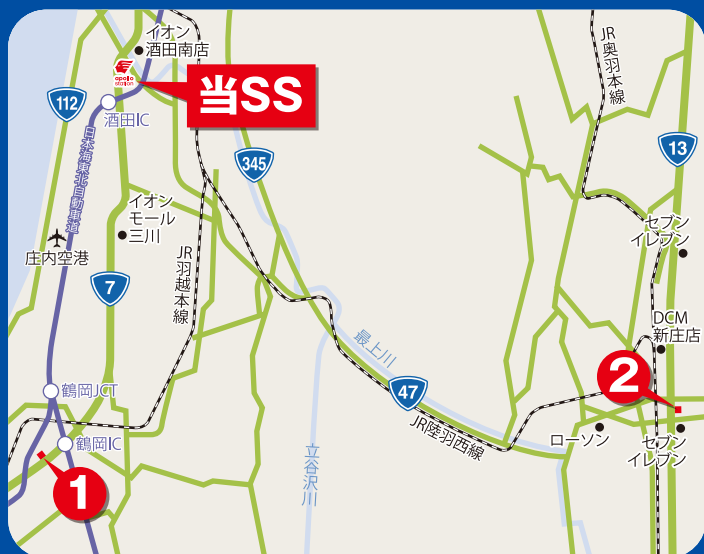 イオン
酒田南店
apollo
station
当SS
112
酒田IC
日本海東北自動車道
345
JR奥羽本線
13
イオン
モール
三川
セブン
イレブン
庄内空港
JR羽越本線
7
DCM
新庄店
最上川
2
47
鶴岡JCT
JR陸羽西線
ローソン
セブン
イレブン
鶴岡IC
立谷沢川
1